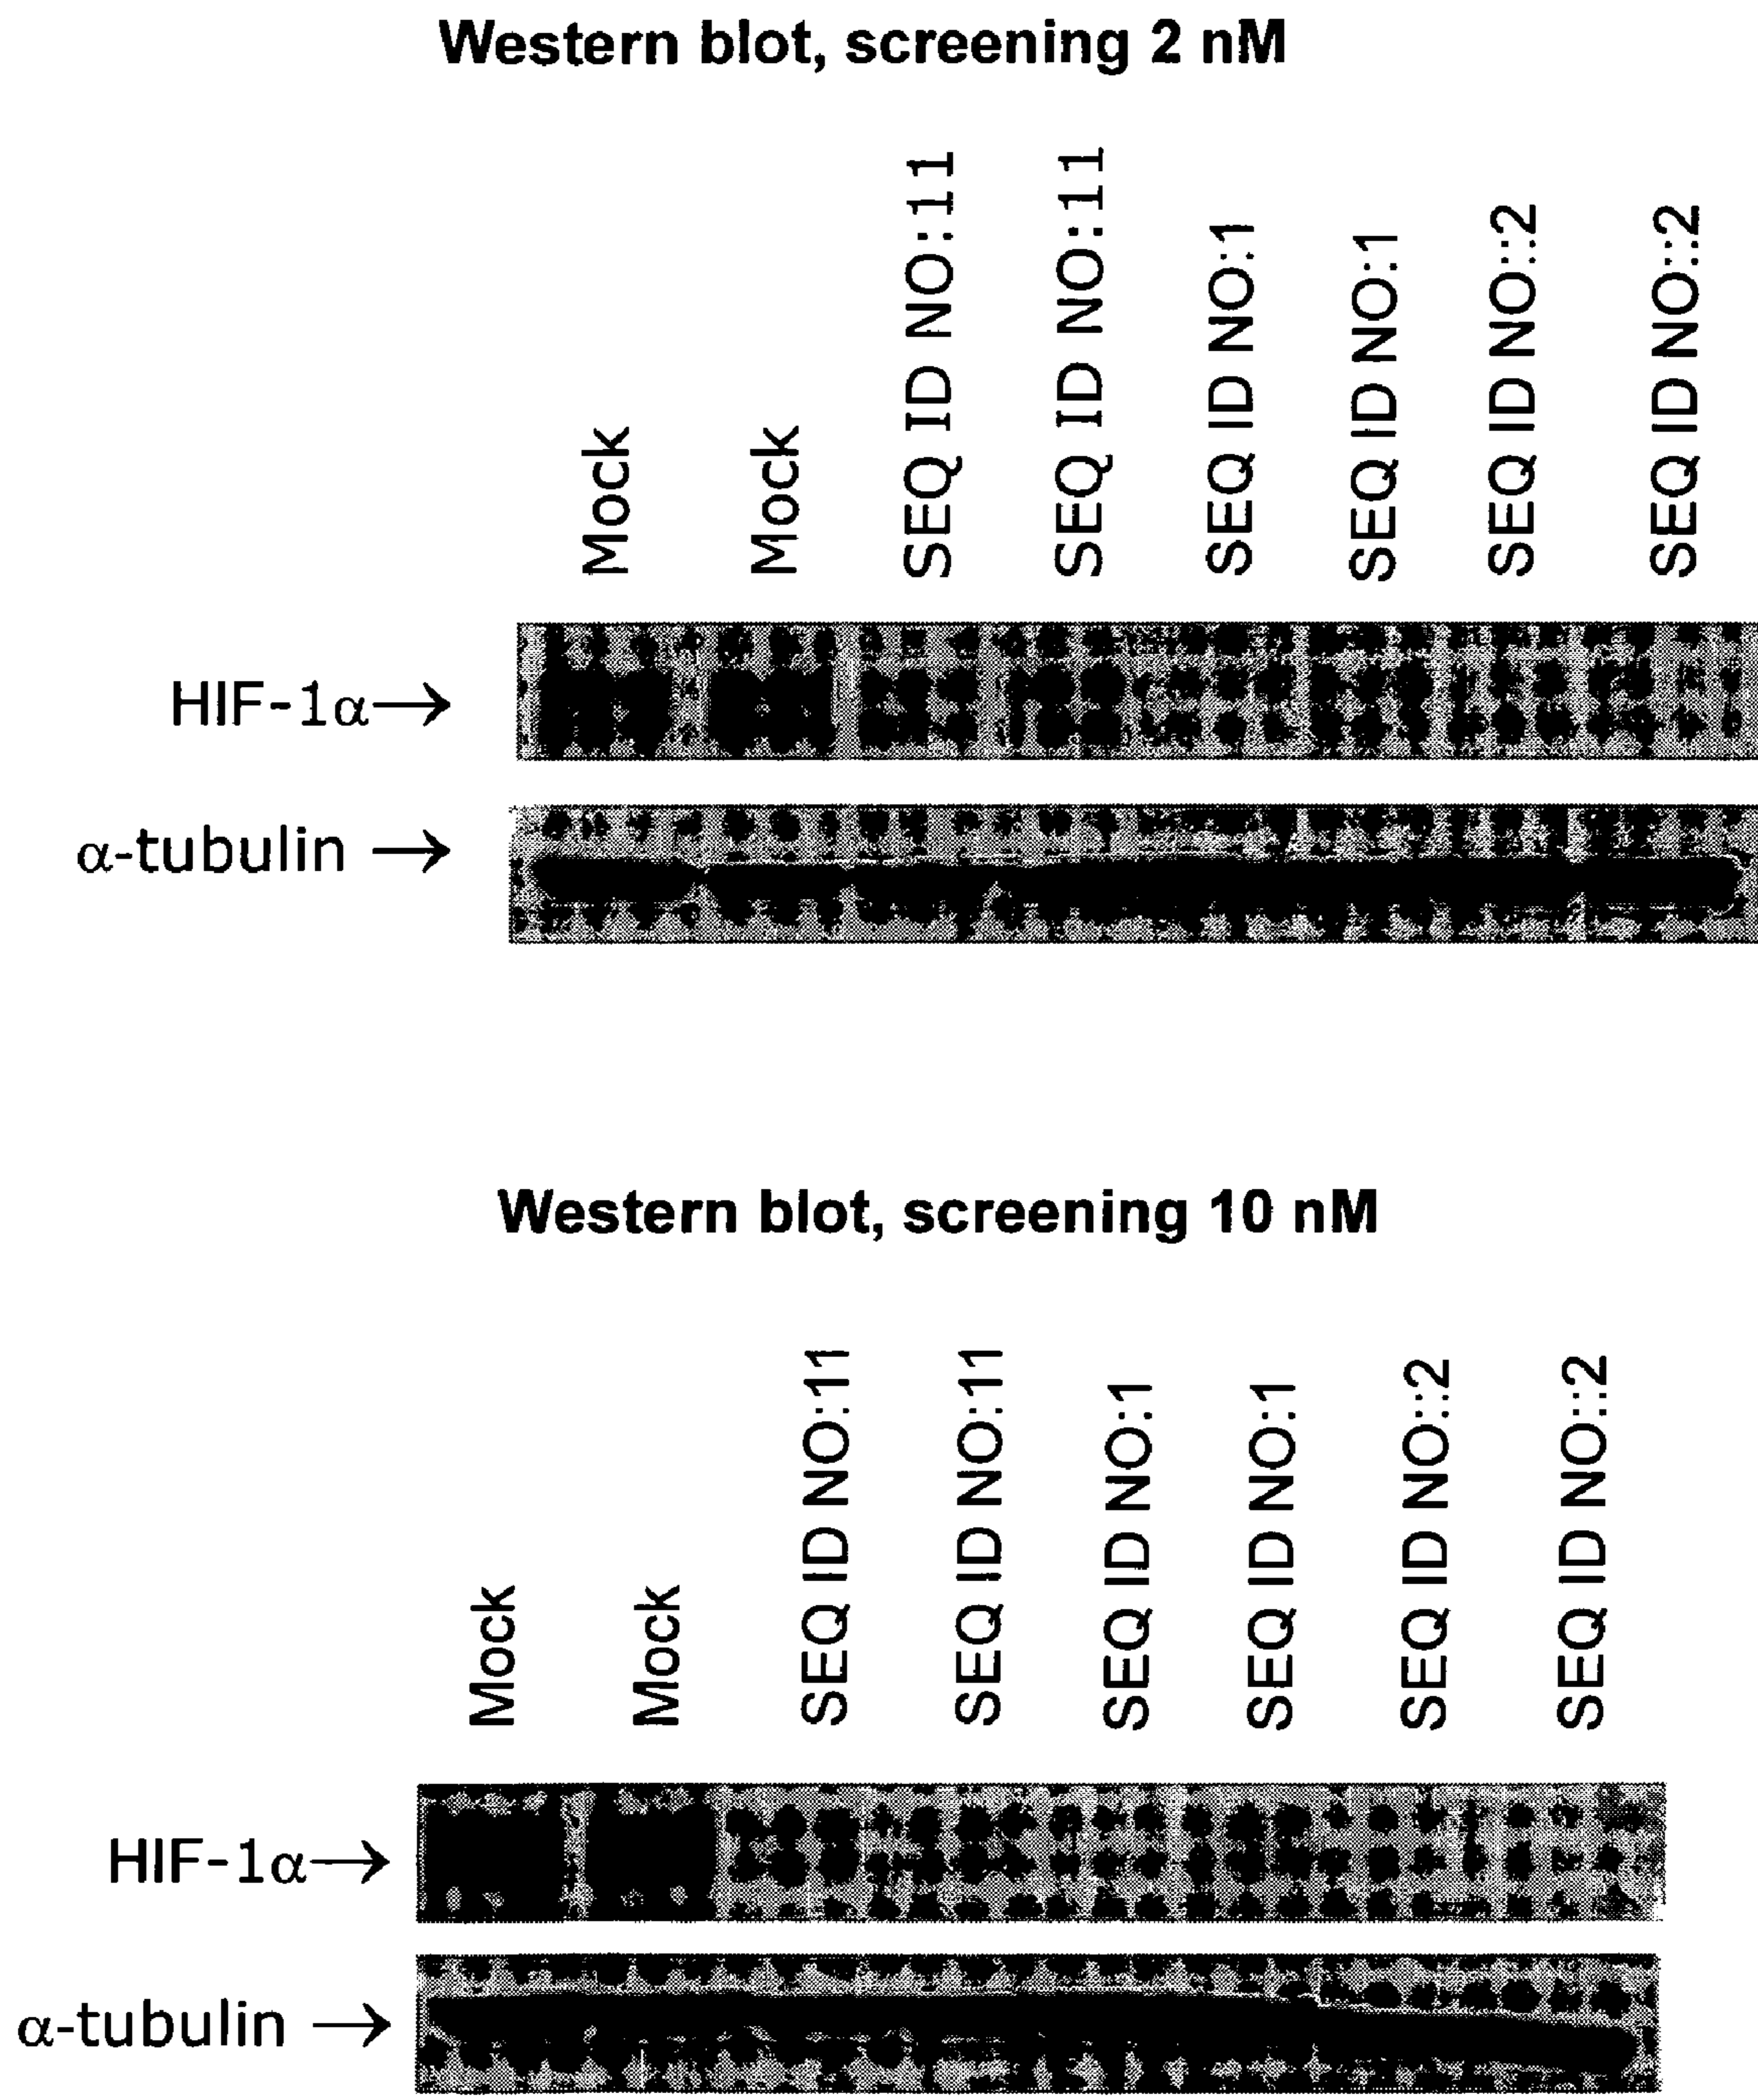 Western blot, screening 2 nM
Mock
Mock
SEQ ID NO:11
SEQ ID NO:11
SEQ ID NO:1
SEQ ID NO:1
SEQ ID NO::2
SEQ ID NO::2
HIF-1α→
α-tubulin →
Western blot, screening 10 nM
Mock
Mock
SEQ ID NO:11
SEQ ID NO:11
SEQ ID NO:1
SEQ ID NO:1
SEQ ID NO::2
SEQ ID NO::2
HIF-1α→
α-tubulin →